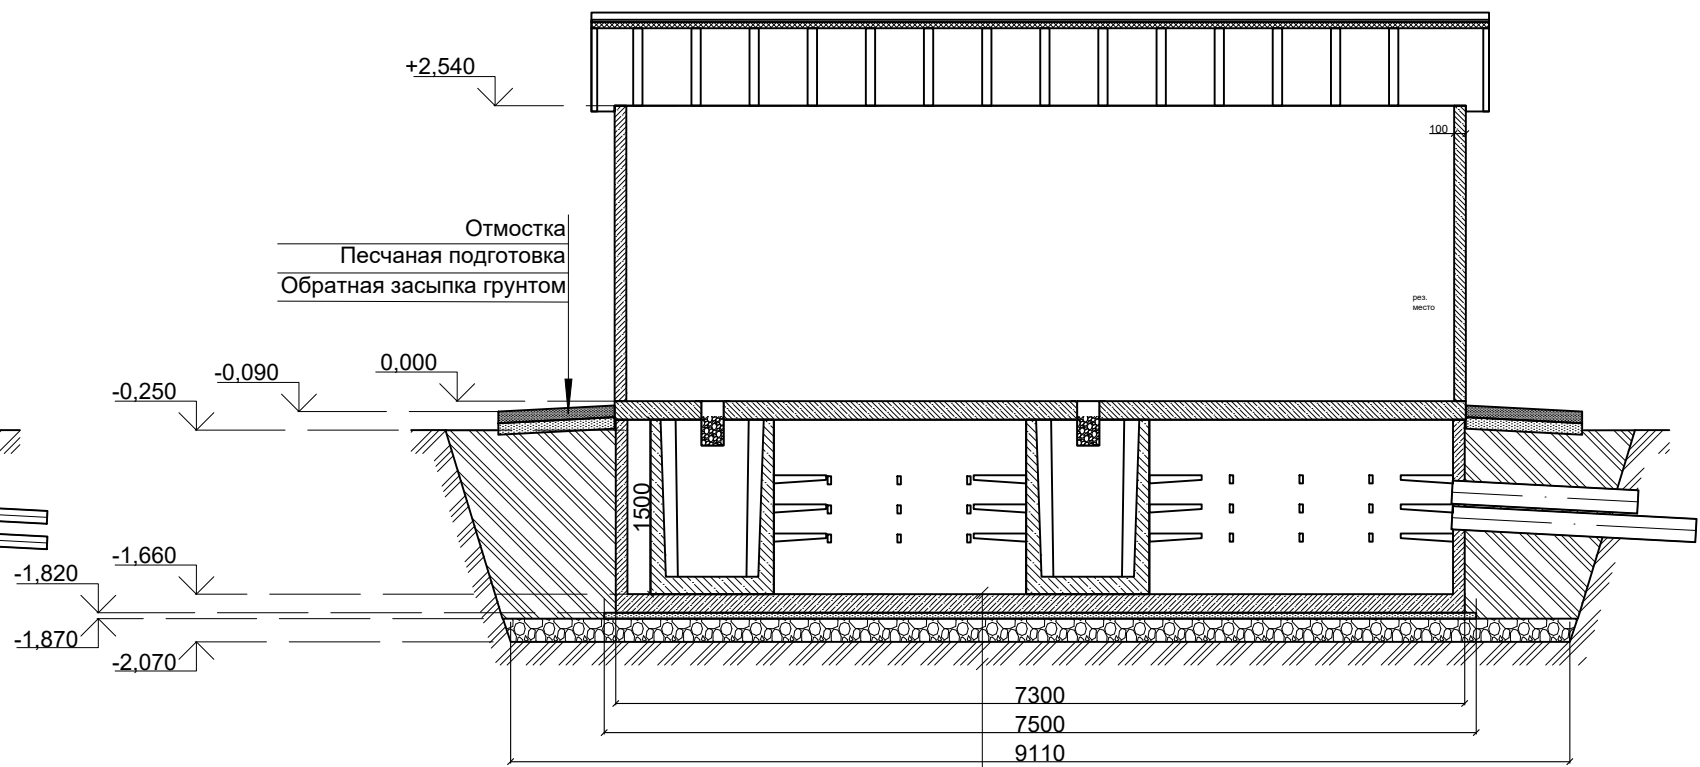 +2,540
100
Отмостка
Песчаная подготовка
Обратная засыпка грунтом
рез.
место
0,000
-0,090
-0,250
1500
-1,660
-1,820
-1,870
-2,070
7300
7500
9110